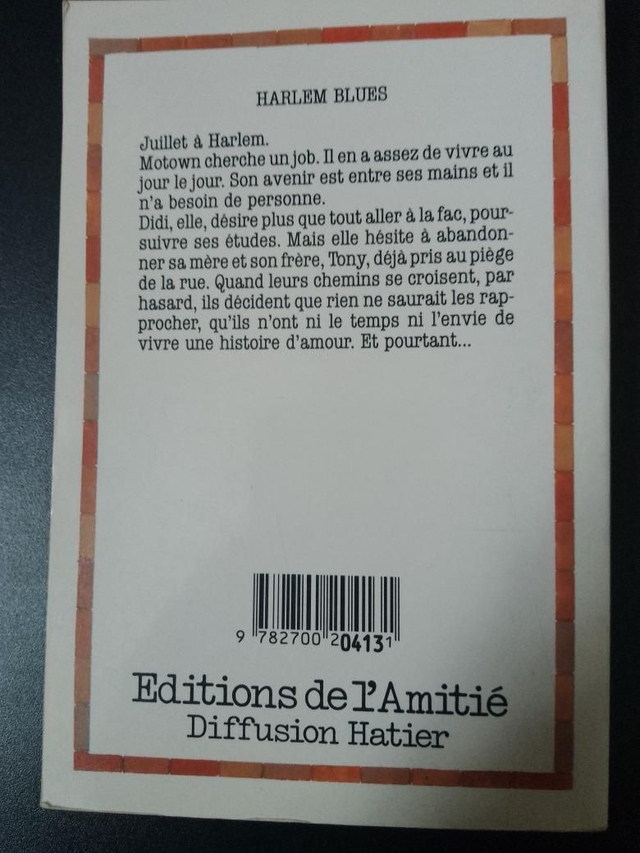 HARLEM BLUES
Juillet à Harlem.
Motown cherche un job. Il en a assez de vivre au
jour le jour. Son avenir est entre ses mains et il
n'a besoin de personne.
Didi, elle, désire plus que tout aller à la fac, pour-
suivre ses études. Mais elle hésite à abandon-
ner sa mère et son frère, Tony, déjà pris au piège
de la rue. Quand leurs chemins se croisent, par
hasard, ils décident que rien ne saurait les rap-
procher, qu'ils n'ont ni le temps ni l'envie de
vivre une histoire d'amour. Et pourtant...
9 782700 204131
Editions de l'Amitié
Diffusion Hatier